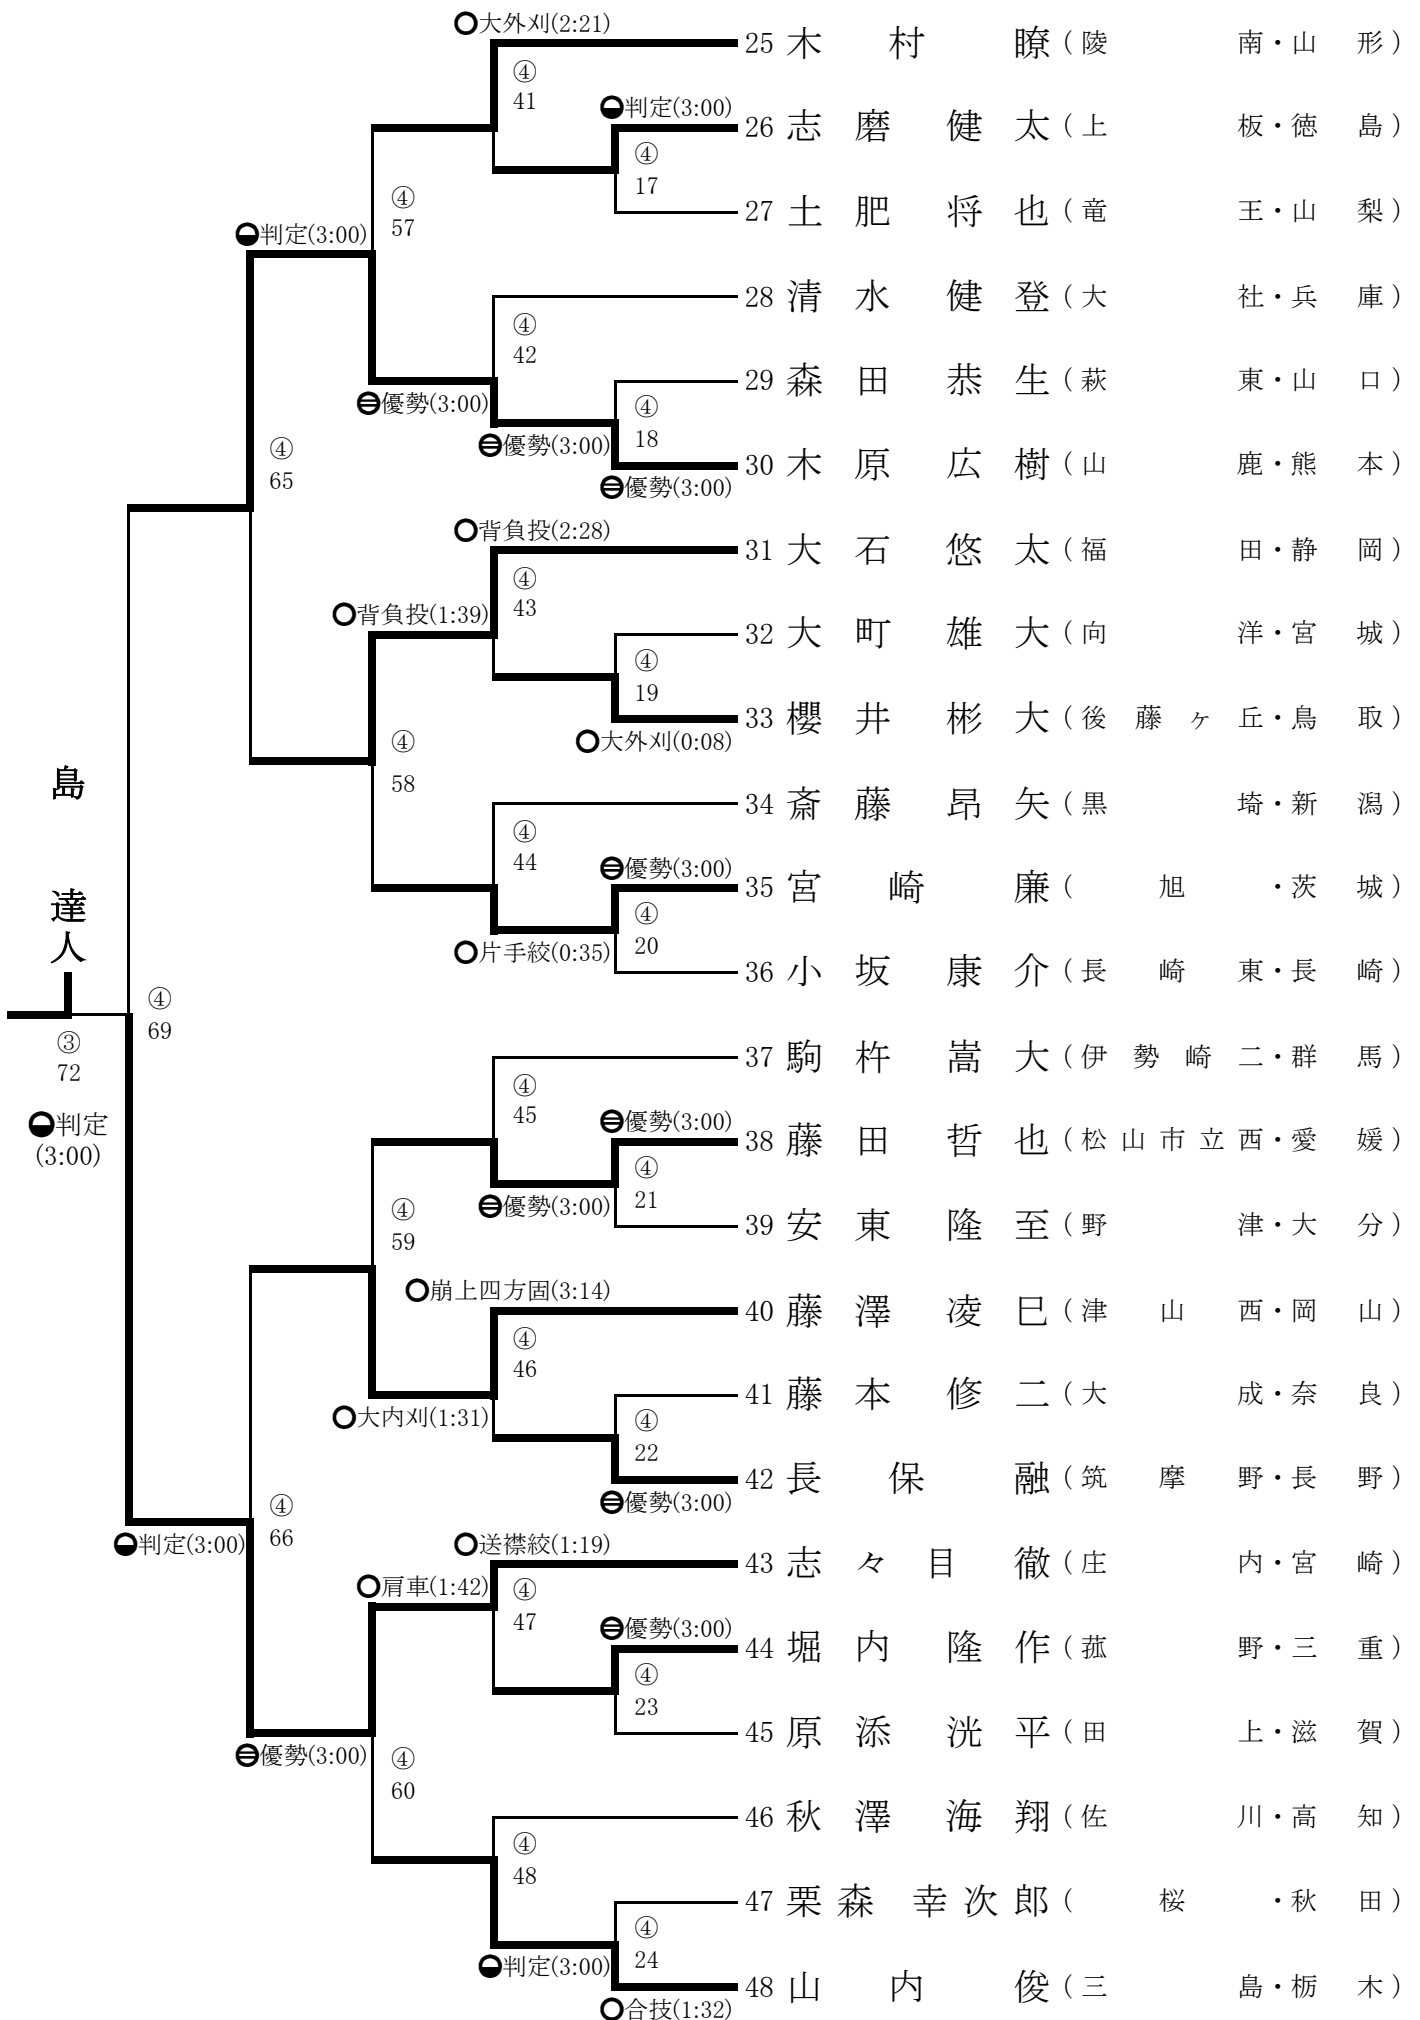 ○大外刈(2:21)
25 木村瞭(陵南・山形)
④
41
判定(3:00)
26 志磨健太(上板・徳島)
④
17
27 土肥将也(竜王・山梨)
④
57
判定(3:00)
28 清水健登(大社・兵庫)
④
42
29 森田恭生(萩東・山口)
優勢(3:00)
④
18
優勢(3:00)
30 木原広樹(山鹿・熊本)
優勢(3:00)
④
65
○背負投(2:28)
31 大石悠太(福田・静岡)
④
43
○背負投(1:39)
32 大町雄大(向洋・宮城)
④
19
33 櫻井彬大(後藤ヶ丘・鳥取)
○大外刈(0:08)
④
58
34 斎藤昂矢(黒埼・新潟)
④
44
優勢(3:00)
35 宮崎廉(旭・茨城)
④
20
○片手絞(0:35)
36 小坂康介(長崎東・長崎)
島達人
④
69
③
72
判定
(3:00)
37 駒杵嵩大(伊勢崎二・群馬)
④
45
優勢(3:00)
38 藤田哲也(松山市立西・愛媛)
④
21
優勢(3:00)
39 安東隆至(野津・大分)
④
59
○崩上四方固(3:14)
40 藤澤凌巳(津山西・岡山)
④
46
41 藤本修二(大成・奈良)
○大内刈(1:31)
④
22
42 長保融(筑摩野・長野)
優勢(3:00)
④
66
判定(3:00)
○送襟絞(1:19)
43 志々目徹(庄内・宮崎)
○肩車(1:42)
④
47
優勢(3:00)
44 堀内隆作(菰野・三重)
④
23
45 原添洸平(田上・滋賀)
優勢(3:00)
④
60
46 秋澤海翔(佐川・高知)
④
48
47 栗森幸次郎(桜・秋田)
④
24
判定(3:00)
48 山内俊(三島・栃木)
○合技(1:32)